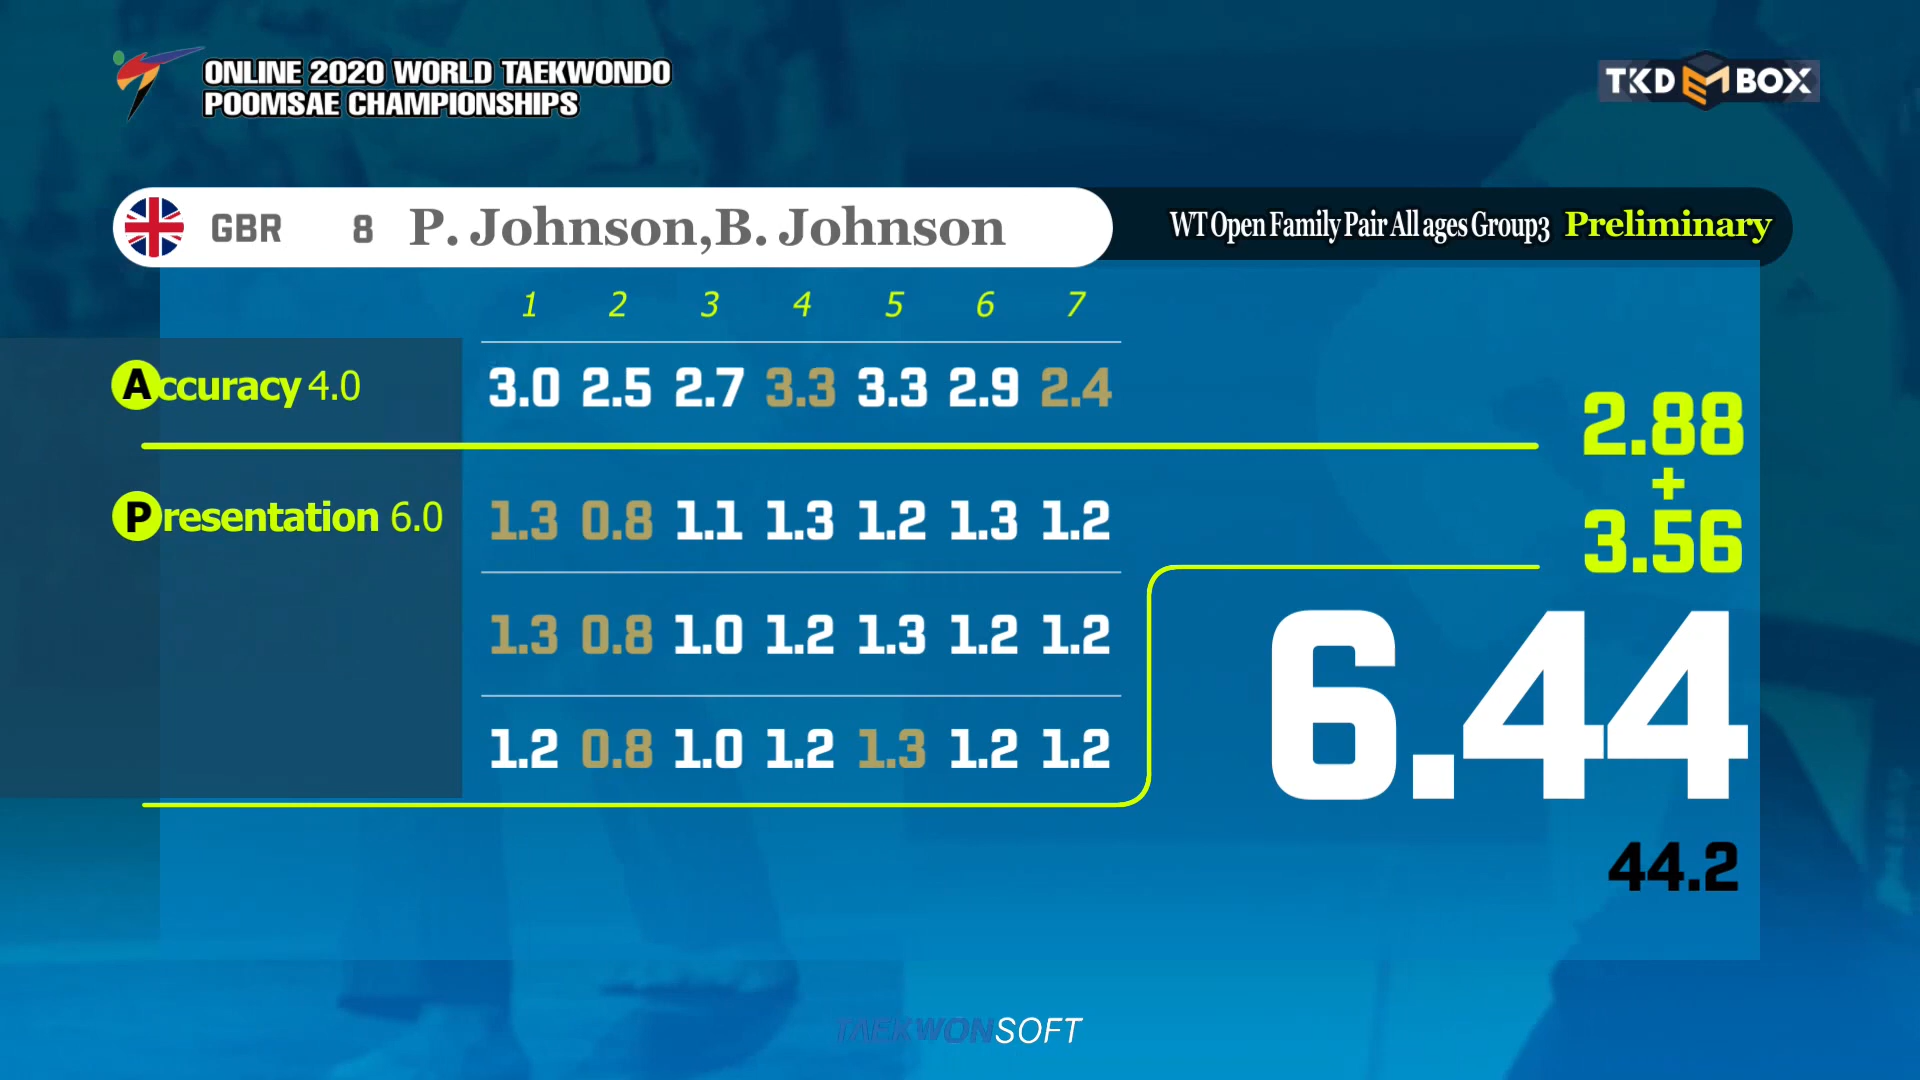 ONLINE 2020 WORLD TAEKWONDO
POOMSAE CHAMPIONSHIPS
TKD BOX
GBR 8 P. Johnson,B. Johnson
WT Open Family Pair All ages Group3 Preliminary
1 2 3 4 5 6 7
Accuracy 4.0 3.0 2.5 2.7 3.3 3.3 2.9 2.4
2.88
+
3.56
Presentation 6.0 1.3 0.8 1.1 1.3 1.2 1.3 1.2
1.3 0.8 1.0 1.2 1.3 1.2 1.2
1.2 0.8 1.0 1.2 1.3 1.2 1.2
6.44
44.2
TAEKWONSOFT